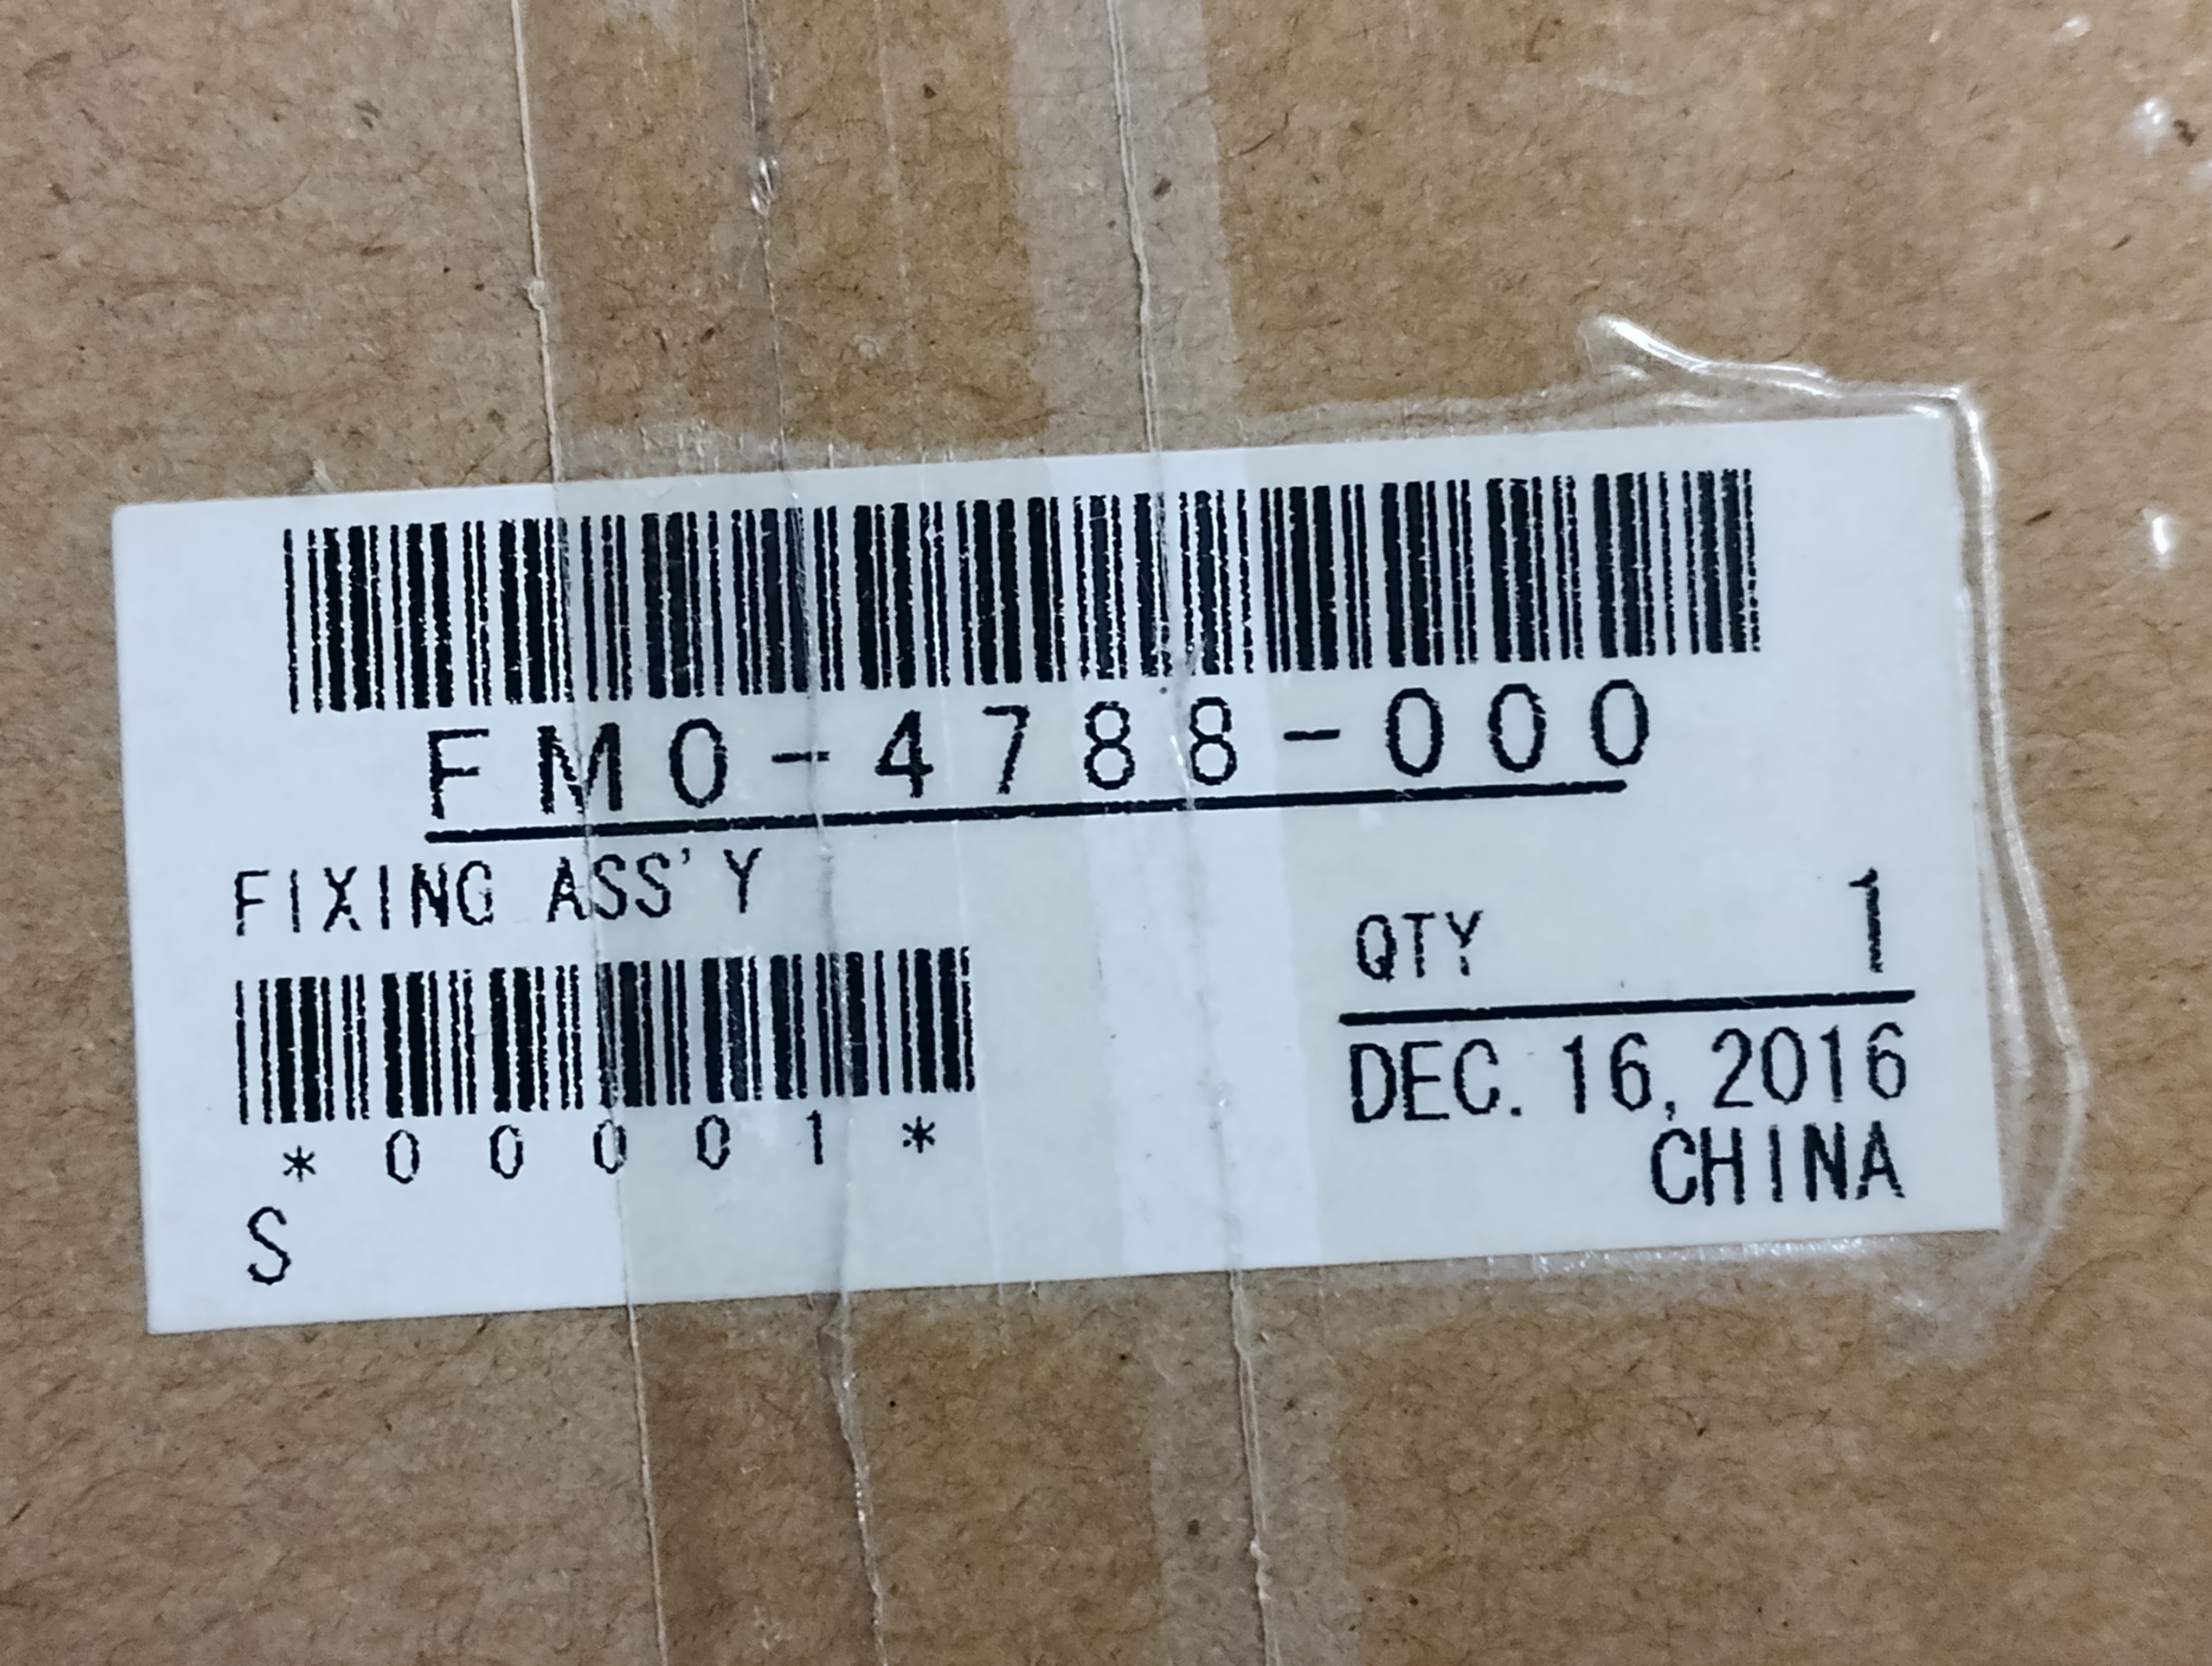 FM0-4788-000
FIXING ASS'Y
QTY 1
*00001*
DEC. 16, 2016
CHINA
S